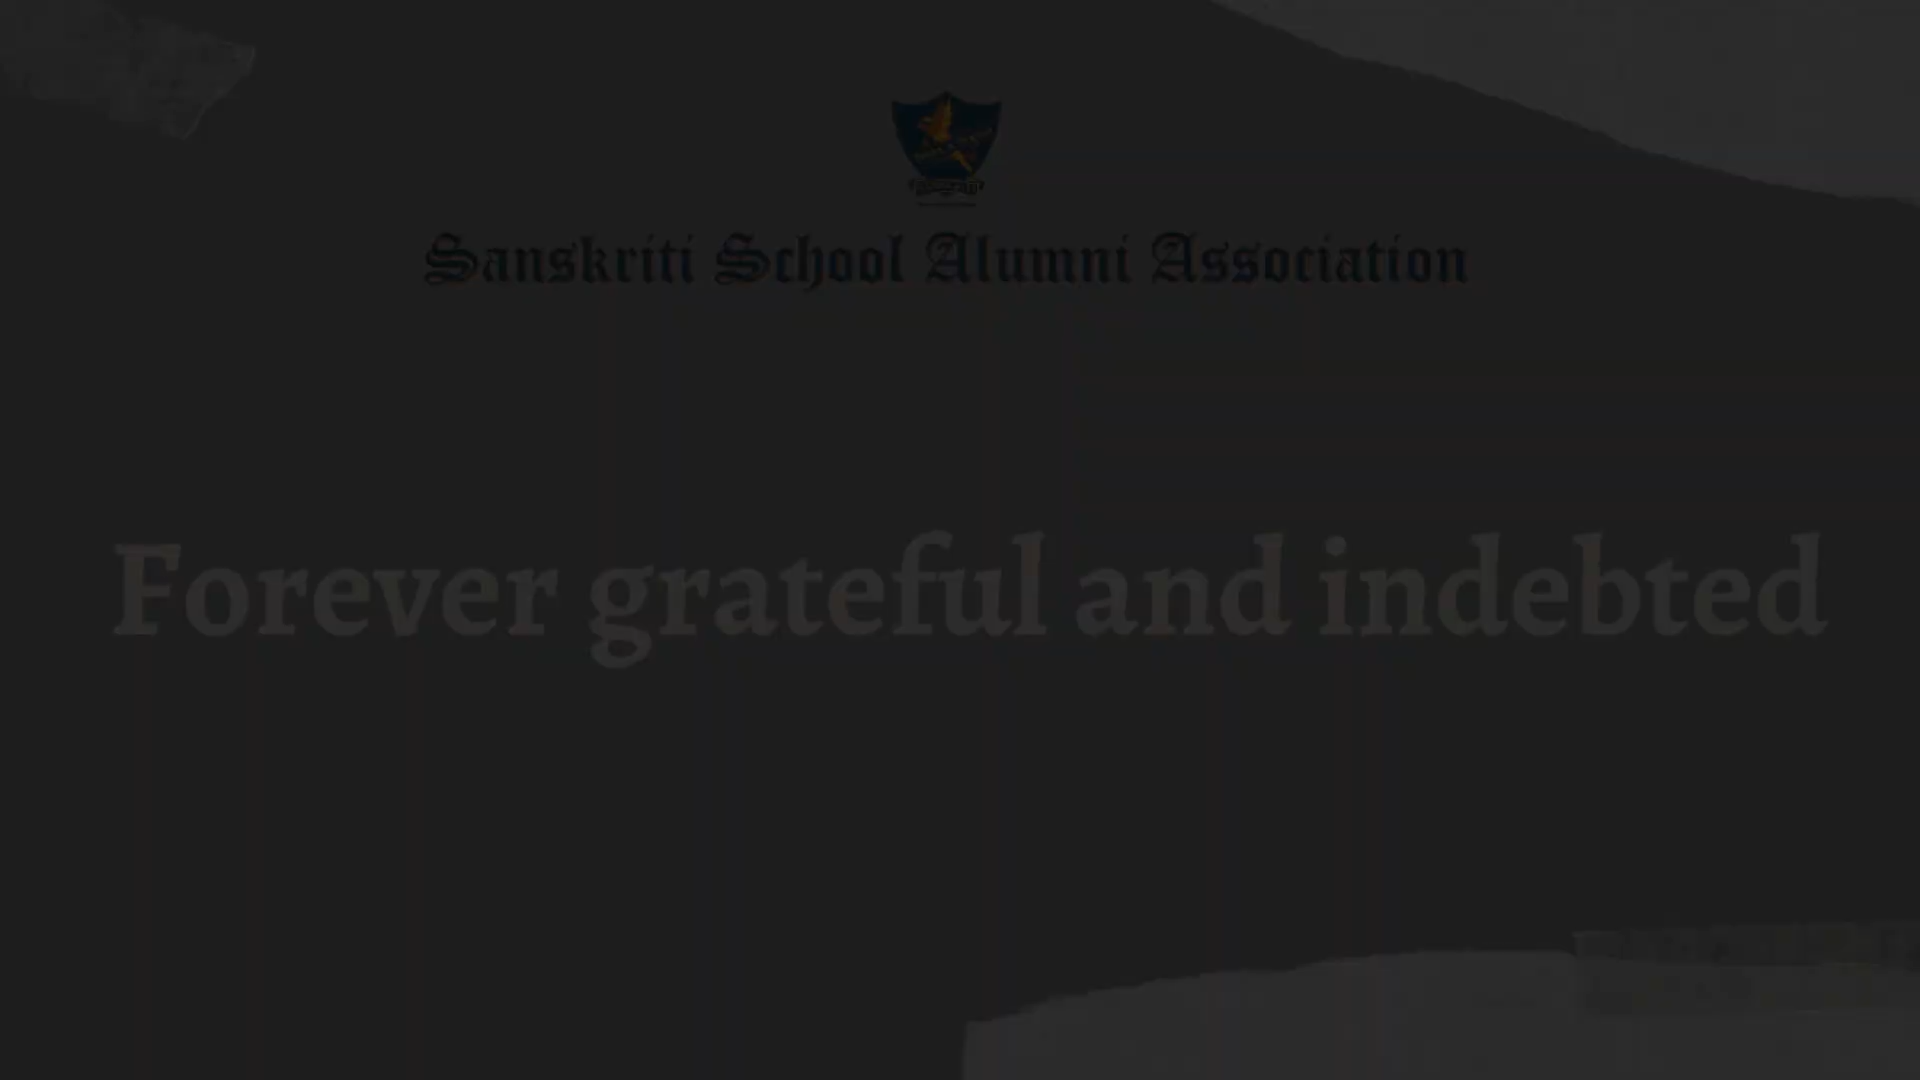 Sanskriti School Alumni Association
Forever grateful and indebted